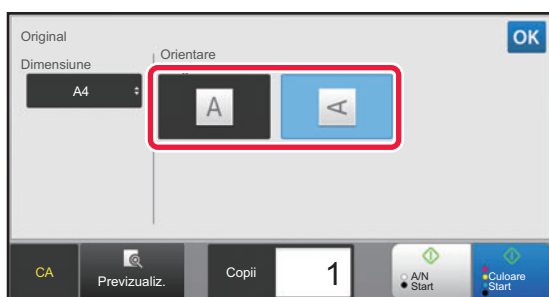 Original
OK
Dimensiune
Orientare
A4
A
A
CA
Previzualiz.
Copii
1
A/N
Start
Culoare
Start